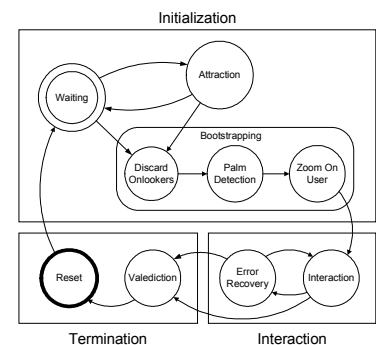 Initialization
Waiting
Attraction
Bootstrapping
Discard
Onlookers
Palm
Detection
Zoom On
User
Reset
Valediction
Error
Recovery
Interaction
Termination
Interaction